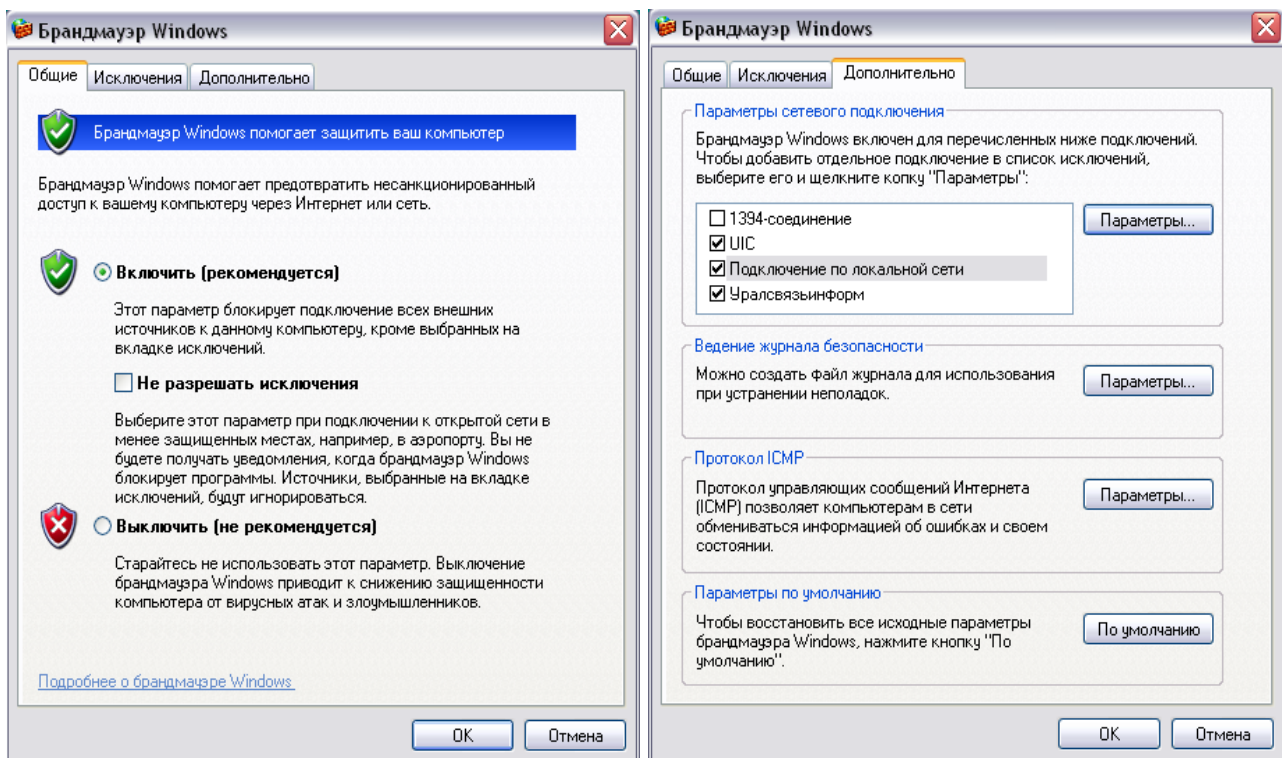 Брандмауэр Windows
Общие
Исключения
Дополнительно
Брандмауэр Windows помогает защитить ваш компьютер
Брандмауэр Windows помогает предотвратить несанкционированный
доступ к вашему компьютеру через Интернет или сеть.
Включить (рекомендуется)
Этот параметр блокирует подключение всех внешних
источников к данному компьютеру, кроме выбранных на
вкладке исключений.
Не разрешать исключения
Выберите этот параметр при подключении к открытой сети в
менее защищенных местах, например, в аэропорту. Вы не
будете получать уведомления, когда брандмауэр Windows
блокирует программы. Источники, выбранные на вкладке
исключений, будут игнорироваться.
Выключить (не рекомендуется)
Старайтесь не использовать этот параметр. Выключение
брандмауэра Windows приводит к снижению защищенности
компьютера от вирусных атак и злоумышленников.
Подробнее о брандмауэре Windows
OK
Отмена
Брандмауэр Windows
Общие
Исключения
Дополнительно
Параметры сетевого подключения
Брандмауэр Windows включен для перечисленных ниже подключений.
Чтобы добавить отдельное подключение в список исключений,
выберите его и щелкните копку "Параметры":
1394-соединение
UIC
Подключение по локальной сети
Уралсвязьинформ
Параметры...
Ведение журнала безопасности
Можно создать файл журнала для использования
при устранении неполадок.
Параметры...
Протокол ICMP
Протокол управляющих сообщений Интернета
(ICMP) позволяет компьютерам в сети
обмениваться информацией об ошибках и своем
состоянии.
Параметры...
Параметры по умолчанию
Чтобы восстановить все исходные параметры
брандмауэра Windows, нажмите кнопку "По
умолчанию".
По умолчанию
OK
Отмена